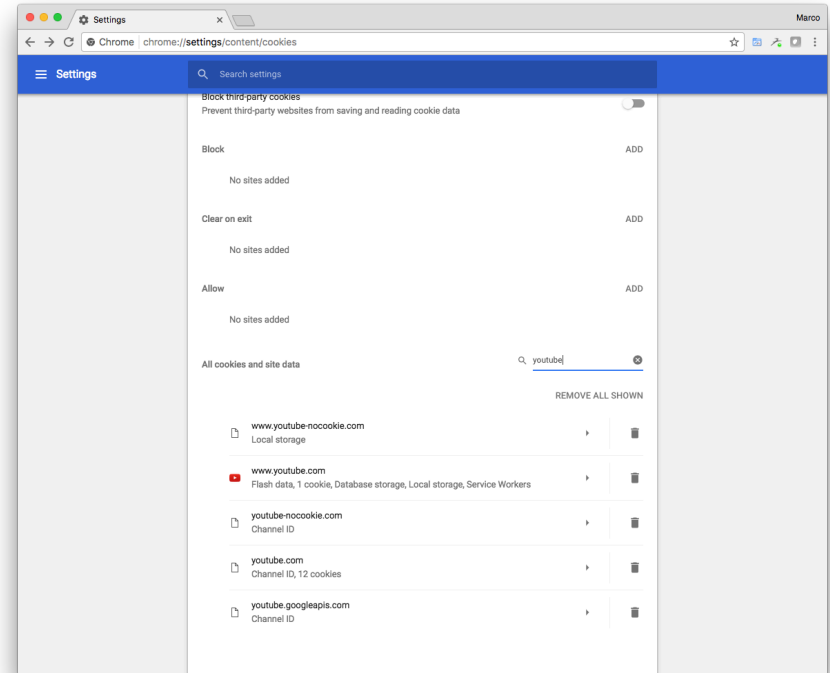 Settings
Marco
Chrome chrome://settings/content/cookies
Settings
Search settings
Block third-party cookies
Prevent third-party websites from saving and reading cookie data
Block
ADD
No sites added
Clear on exit
ADD
No sites added
Allow
ADD
No sites added
All cookies and site data
youtube
REMOVE ALL SHOWN
www.youtube-nocookie.com
Local storage
www.youtube.com
Flash data, 1 cookie, Database storage, Local storage, Service Workers
youtube-nocookie.com
Channel ID
youtube.com
Channel ID, 12 cookies
youtube.googleapis.com
Channel ID